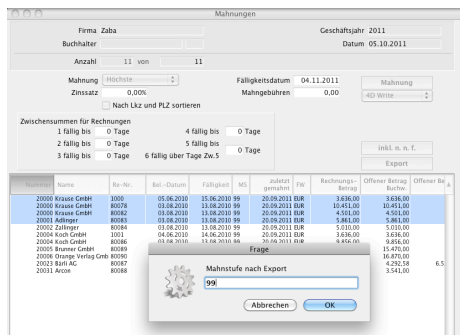 Mahnungen
Firma Zaba Geschäftsjahr 2011
Buchhalter Datum 05.10.2011
Anzahl 11 von 11
Mahnung Höchste Fälligkeitsdatum 04.11.2011 Mahnung
Zinssatz 0,00% Mahngebühren 0,00 4D Write
Nach Lkz und PLZ sortieren
Zwischensummen für Rechnungen
1 fällig bis 0 Tage 4 fällig bis 0 Tage
2 fällig bis 0 Tage 5 fällig bis 0 Tage inkl. n. n. f.
3 fällig bis 0 Tage 6 fällig über Tage Zw.5 Export
Nummer Name Re-Nr. Bel.-Datum Fälligkeit MS zuletzt gemahnt FW Rechnungs-Betrag Offener Betrag Buchw. Offener Be
20000 Krause GmbH 1000 05.06.2010 15.06.2010 99 20.09.2011 EUR 3.636,00 3.636,00
20000 Krause GmbH 80078 03.08.2010 13.08.2010 99 20.09.2011 EUR 10.451,00 10.451,00
20000 Krause GmbH 80082 03.08.2010 13.08.2010 99 20.09.2011 EUR 4.501,00 4.501,00
20001 Adlinger 80083 03.08.2010 13.08.2010 99 20.09.2011 EUR 5.861,00 5.861,00
20002 Zallinger 80084 03.08.2010 13.08.2010 99 20.09.2011 EUR 5.010,00 5.010,00
20004 Koch GmbH 1001 04.06.2010 14.06.2010 99 20.09.2011 EUR 3.636,00 3.636,00
20004 Koch GmbH 80086 03.08.2010 13.08.2010 99 20.09.2011 EUR 9.856,00 9.856,00
20005 Brunner GmbH 80089 15.470,00
20006 Orange Verlag Gmb 80090 16.870,00
20023 Bärli AG 80087 4.292,58 6.5
20031 Arcon 80088 3.541,00
Frage
Mahnstufe nach Export
99
Abbrechen OK